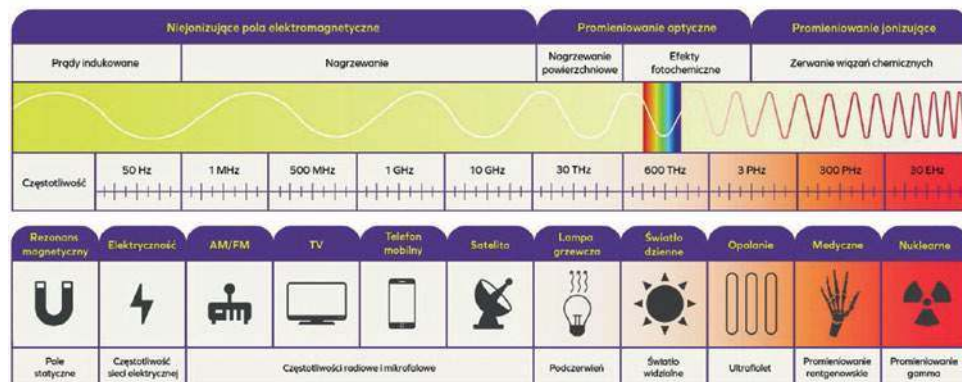 Niejonizujące pola elektromagnetyczne
Promieniowanie optyczne
Promieniowanie jonizujące
Prądy indukowane
Nagrzewanie
Nagrzewanie
powierzchniowe
Efekty
fotochemiczne
Zerwanie wiązań chemicznych
Częstotliwość
50 Hz
1 MHz
500 MHz
1 GHz
10 GHz
30 THz
600 THz
3 PHz
300 PHz
30 EHz
Rezonans
magnetyczny
Elektryczność
AM/FM
TV
Telefon
mobilny
Satelita
Lampa
grzewcza
Światło
dzienne
Opalanie
Medyczne
Nuklearne
Pole
statyczne
Częstotliwość
sieci elektrycznej
Częstotliwości radiowe i mikrofalowe
Podczerwień
Światło
widzialne
Ultrafiolet
Promieniowanie
rentgenowskie
Promieniowanie
gamma